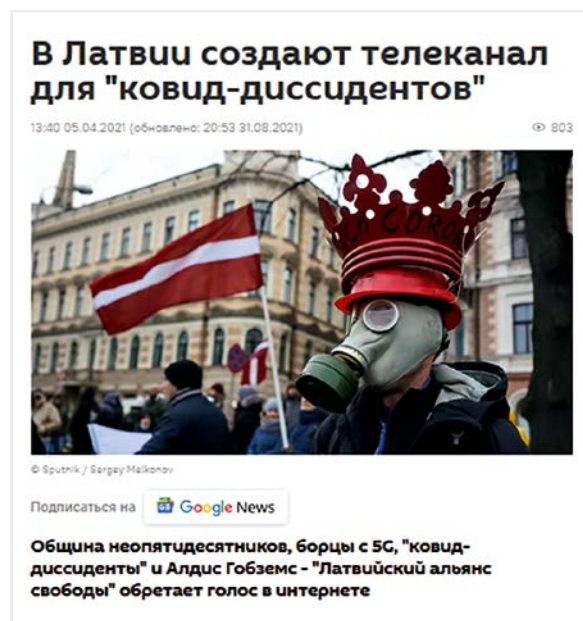 В Латвии создают телеканал
для "ковид-диссидентов"
13:40 05.04.2021 (обновлено: 20:53 31.08.2021)
803
CORO
© Sputnik / Sergey Melkonov
Подписаться на
Google News
Община неопятидесятников, борцы с 5G, "ковид-
диссиденты" и Алдис Гобземс - "Латвийский альянс
свободы" обретает голос в интернете